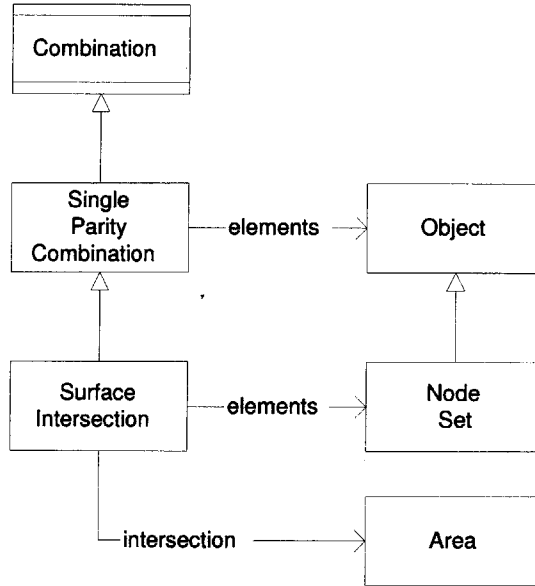 Combination
Single
Parity
Combination
elements
Object
Surface
Intersection
elements
Node
Set
intersection
Area